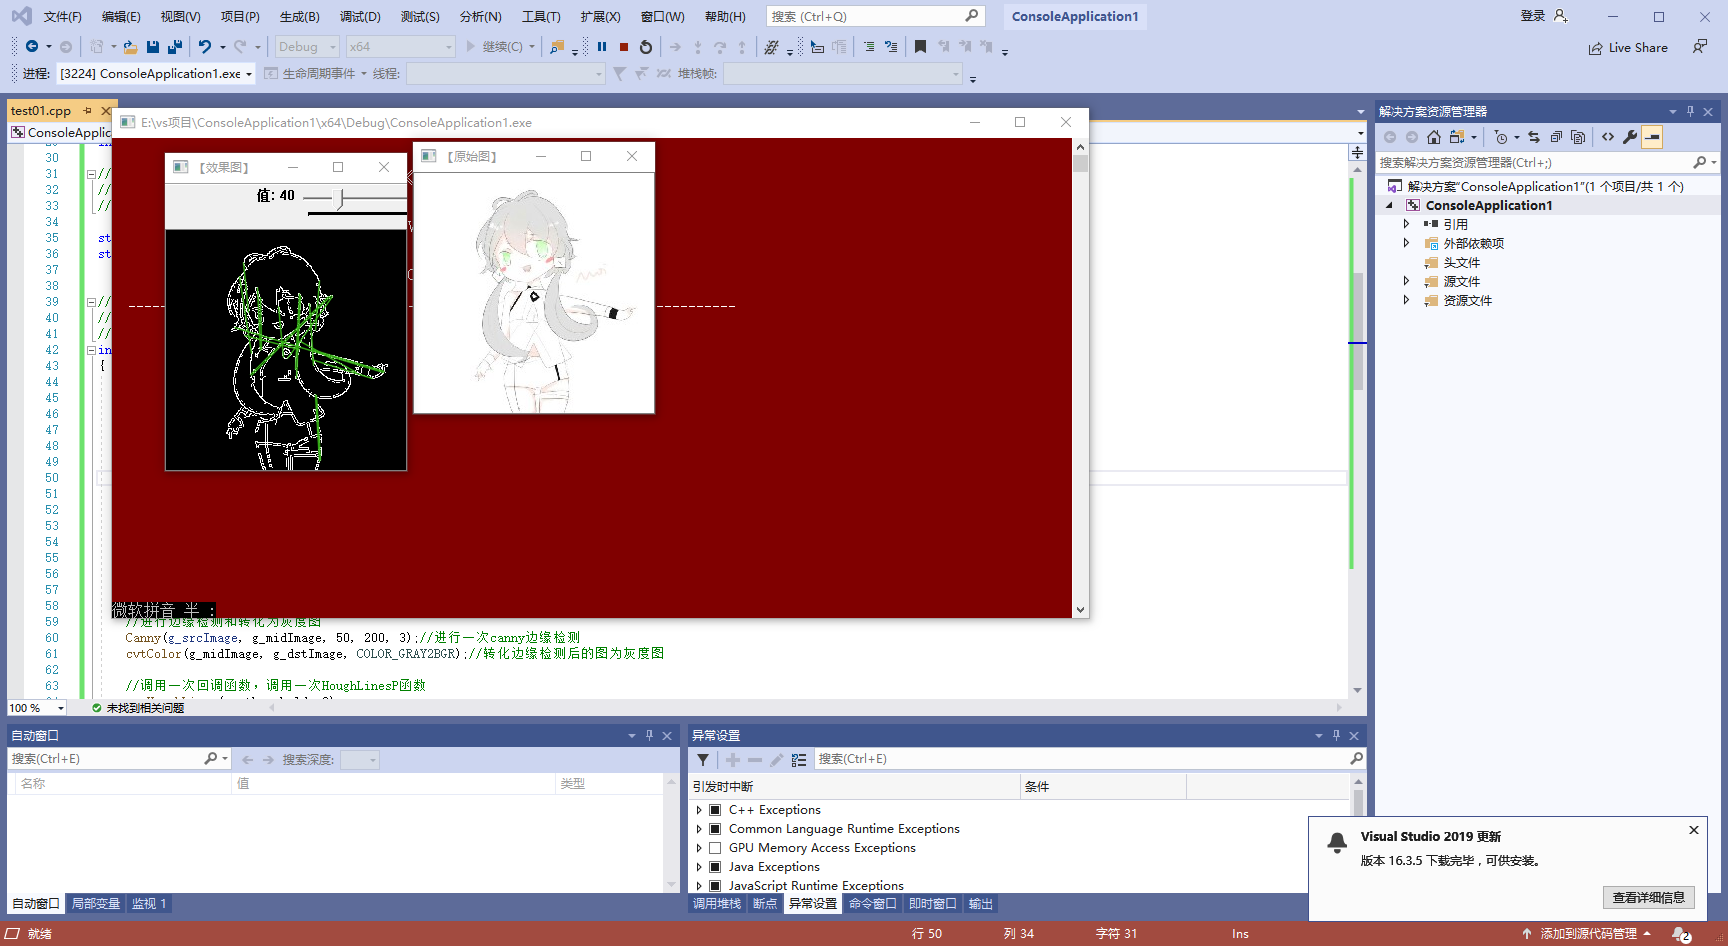 文件(F) 编辑(E) 视图(V) 项目(P) 生成(B) 调试(D) 测试(S) 分析(N) 工具(T) 扩展(X) 窗口(W) 帮助(H) 搜索 (Ctrl+Q) ConsoleApplication1 登录
Debug x64 继续(C) Live Share
进程: [3224] ConsoleApplication1.exe 生命周期事件 线程: 堆栈帧:
test01.cpp
E:\vs项目\ConsoleApplication1\x64\Debug\ConsoleApplication1.exe
【效果图】
【原始图】
值: 40
30
31 //
32 //
33 //
34
35 st
36 st
37
38
39 //
40 //
41 //
42 in
43 {
44
45
46
47
48
49
50
51
52
53
54
55
56
57
58
微软拼音 半 :
59 //进行边缘检测和转化为灰度图
60 Canny(g_srcImage, g_midImage, 50, 200, 3);//进行一次canny边缘检测
61 cvtColor(g_midImage, g_dstImage, COLOR_GRAY2BGR);//转化边缘检测后的图为灰度图
62
63 //调用一次回调函数，调用一次HoughLinesP函数
100 % 未找到相关问题
解决方案资源管理器
搜索解决方案资源管理器(Ctrl+;)
解决方案"ConsoleApplication1"(1 个项目/共 1 个)
ConsoleApplication1
引用
外部依赖项
头文件
源文件
资源文件
自动窗口
搜索(Ctrl+E) 搜索深度:
名称 值 类型
自动窗口 局部变量 监视 1
异常设置
搜索(Ctrl+E)
引发时中断 条件
C++ Exceptions
Common Language Runtime Exceptions
GPU Memory Access Exceptions
Java Exceptions
JavaScript Runtime Exceptions
调用堆栈 断点 异常设置 命令窗口 即时窗口 输出
Visual Studio 2019 更新
版本 16.3.5 下载完毕，可供安装。
查看详细信息
就绪 行 50 列 34 字符 31 Ins 添加到源代码管理 2